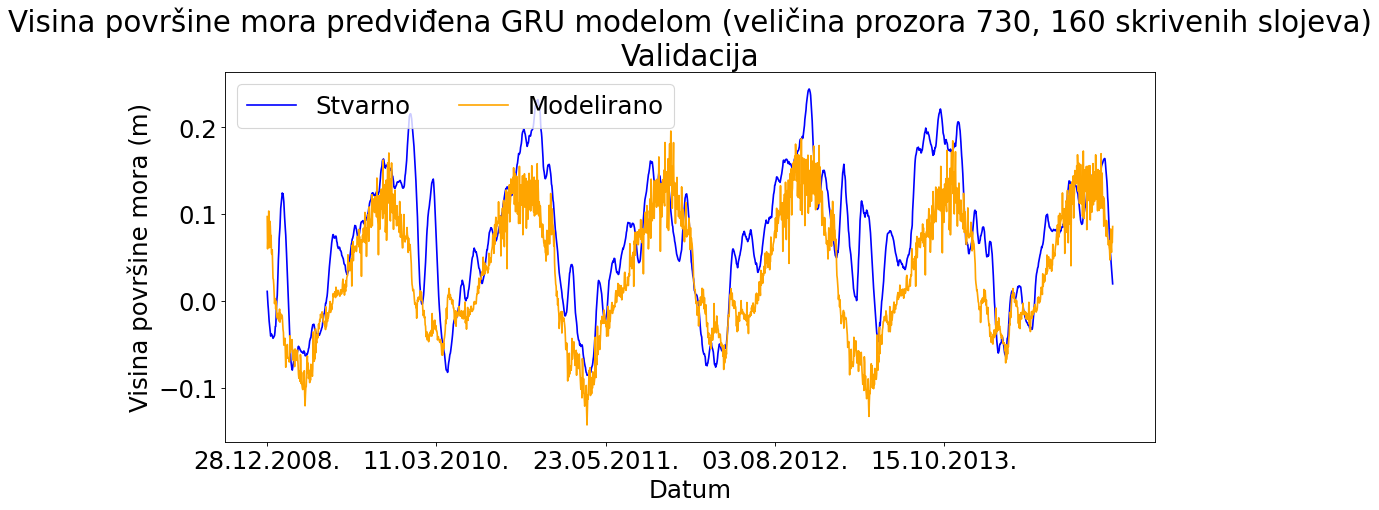 Visina površine mora predviđena GRU modelom (veličina prozora 730, 160 skrivenih slojeva)
Validacija
Stvarno Modelirano
Visina površine mora (m)
0.2
0.1
0.0
−0.1
28.12.2008. 11.03.2010. 23.05.2011. 03.08.2012. 15.10.2013.
Datum